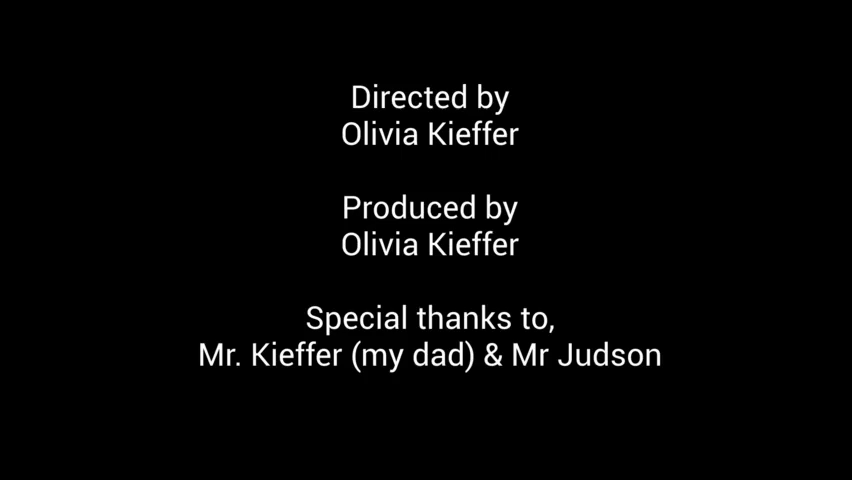 Directed by
Olivia Kieffer
Produced by
Olivia Kieffer
Special thanks to,
Mr. Kieffer (my dad) & Mr Judson